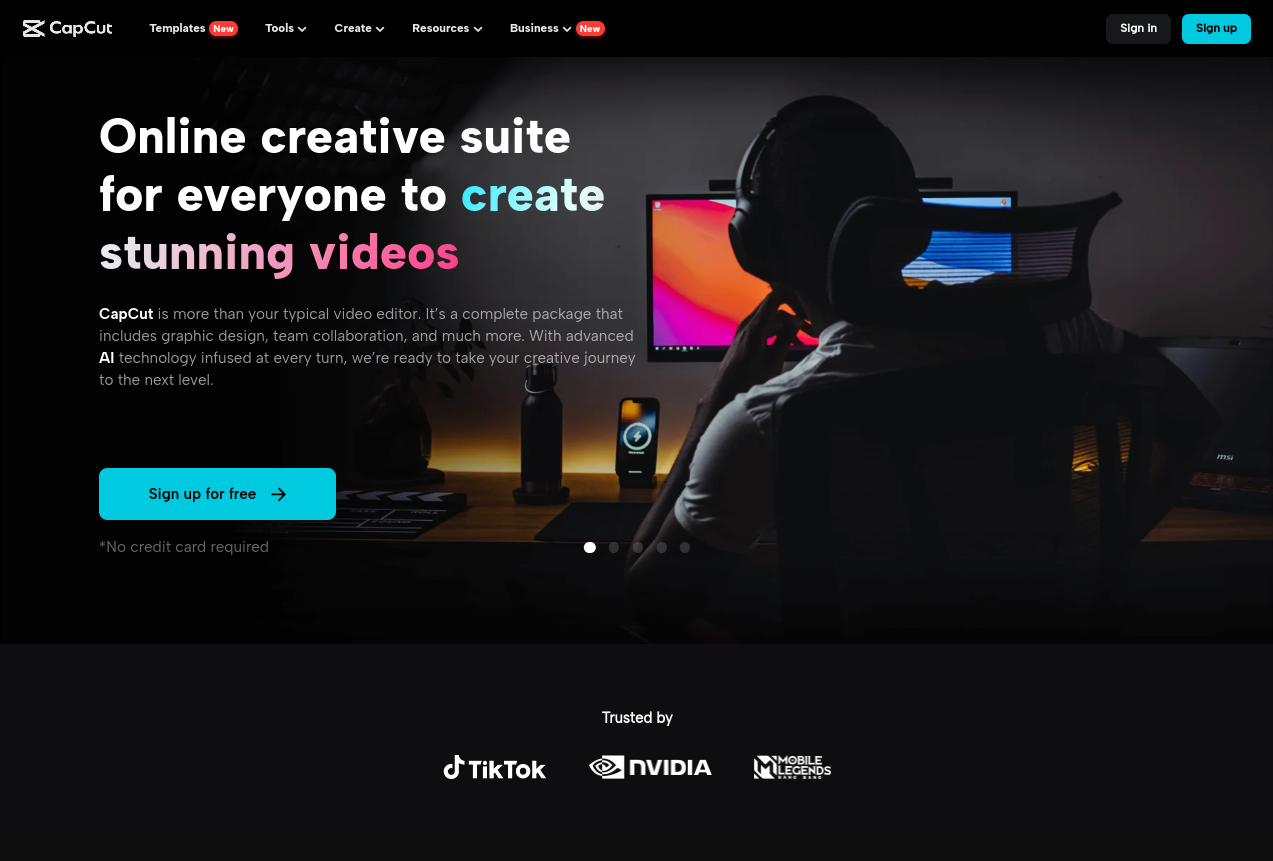 CapCut
Templates New
Tools
Create
Resources
Business New
Sign in
Sign up
Online creative suite
for everyone to create
stunning videos
CapCut is more than your typical video editor. It’s a complete package that
includes graphic design, team collaboration, and much more. With advanced
AI technology infused at every turn, we’re ready to take your creative journey
to the next level.
msi
Sign up for free
*No credit card required
Trusted by
TikTok
NVIDIA
MOBILE
LEGENDS
BANG BANG